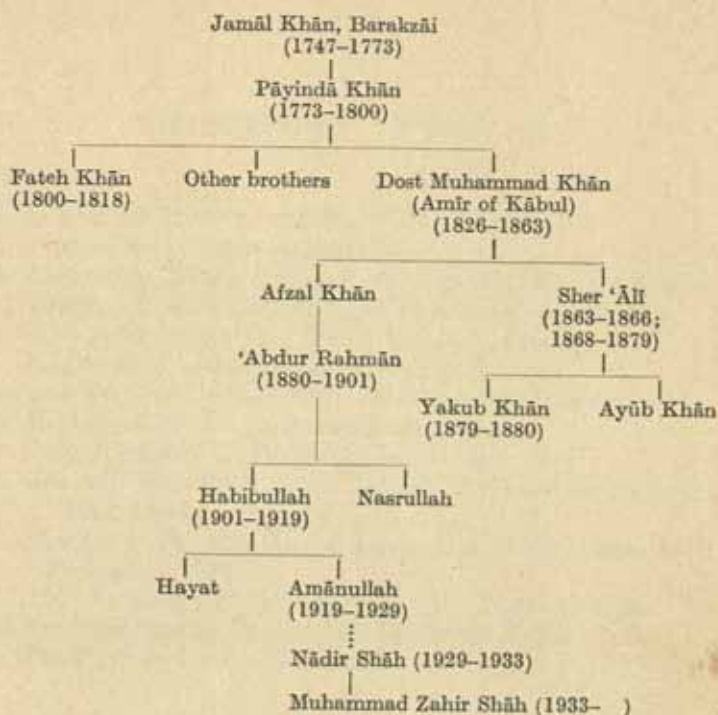 Jamāl Khān, Barakzāi
(1747–1773)
Pāyindā Khān
(1773–1800)
Fateh Khān
(1800–1818)
Other brothers
Dost Muhammad Khān
(Amīr of Kābul)
(1826–1863)
Afzal Khān
Sher ‘Ālī
(1863–1866;
1868–1879)
‘Abdur Rahmān
(1880–1901)
Yakub Khān
(1879–1880)
Ayūb Khān
Habibullah
(1901–1919)
Nasrullah
Hayat
Amānullah
(1919–1929)
Nādir Shāh (1929–1933)
Muhammad Zahir Shāh (1933– )